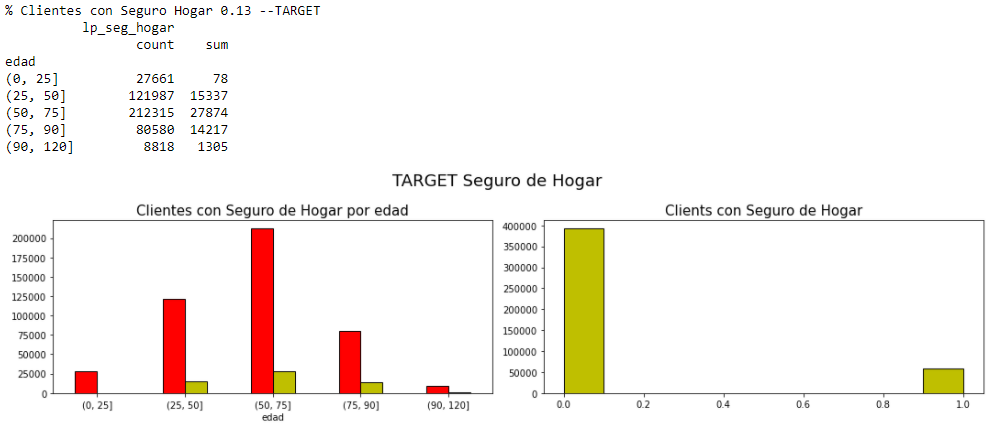 % Clientes con Seguro Hogar 0.13 --TARGET
lp_seg_hogar
count sum
edad
(0, 25] 27661 78
(25, 50] 121987 15337
(50, 75] 212315 27874
(75, 90] 80580 14217
(90, 120] 8818 1305
TARGET Seguro de Hogar
Clientes con Seguro de Hogar por edad
200000
175000
150000
125000
100000
75000
50000
25000
0
(0, 25] (25, 50] (50, 75] (75, 90] (90, 120]
edad
Clients con Seguro de Hogar
400000
350000
300000
250000
200000
150000
100000
50000
0
0.0 0.2 0.4 0.6 0.8 1.0